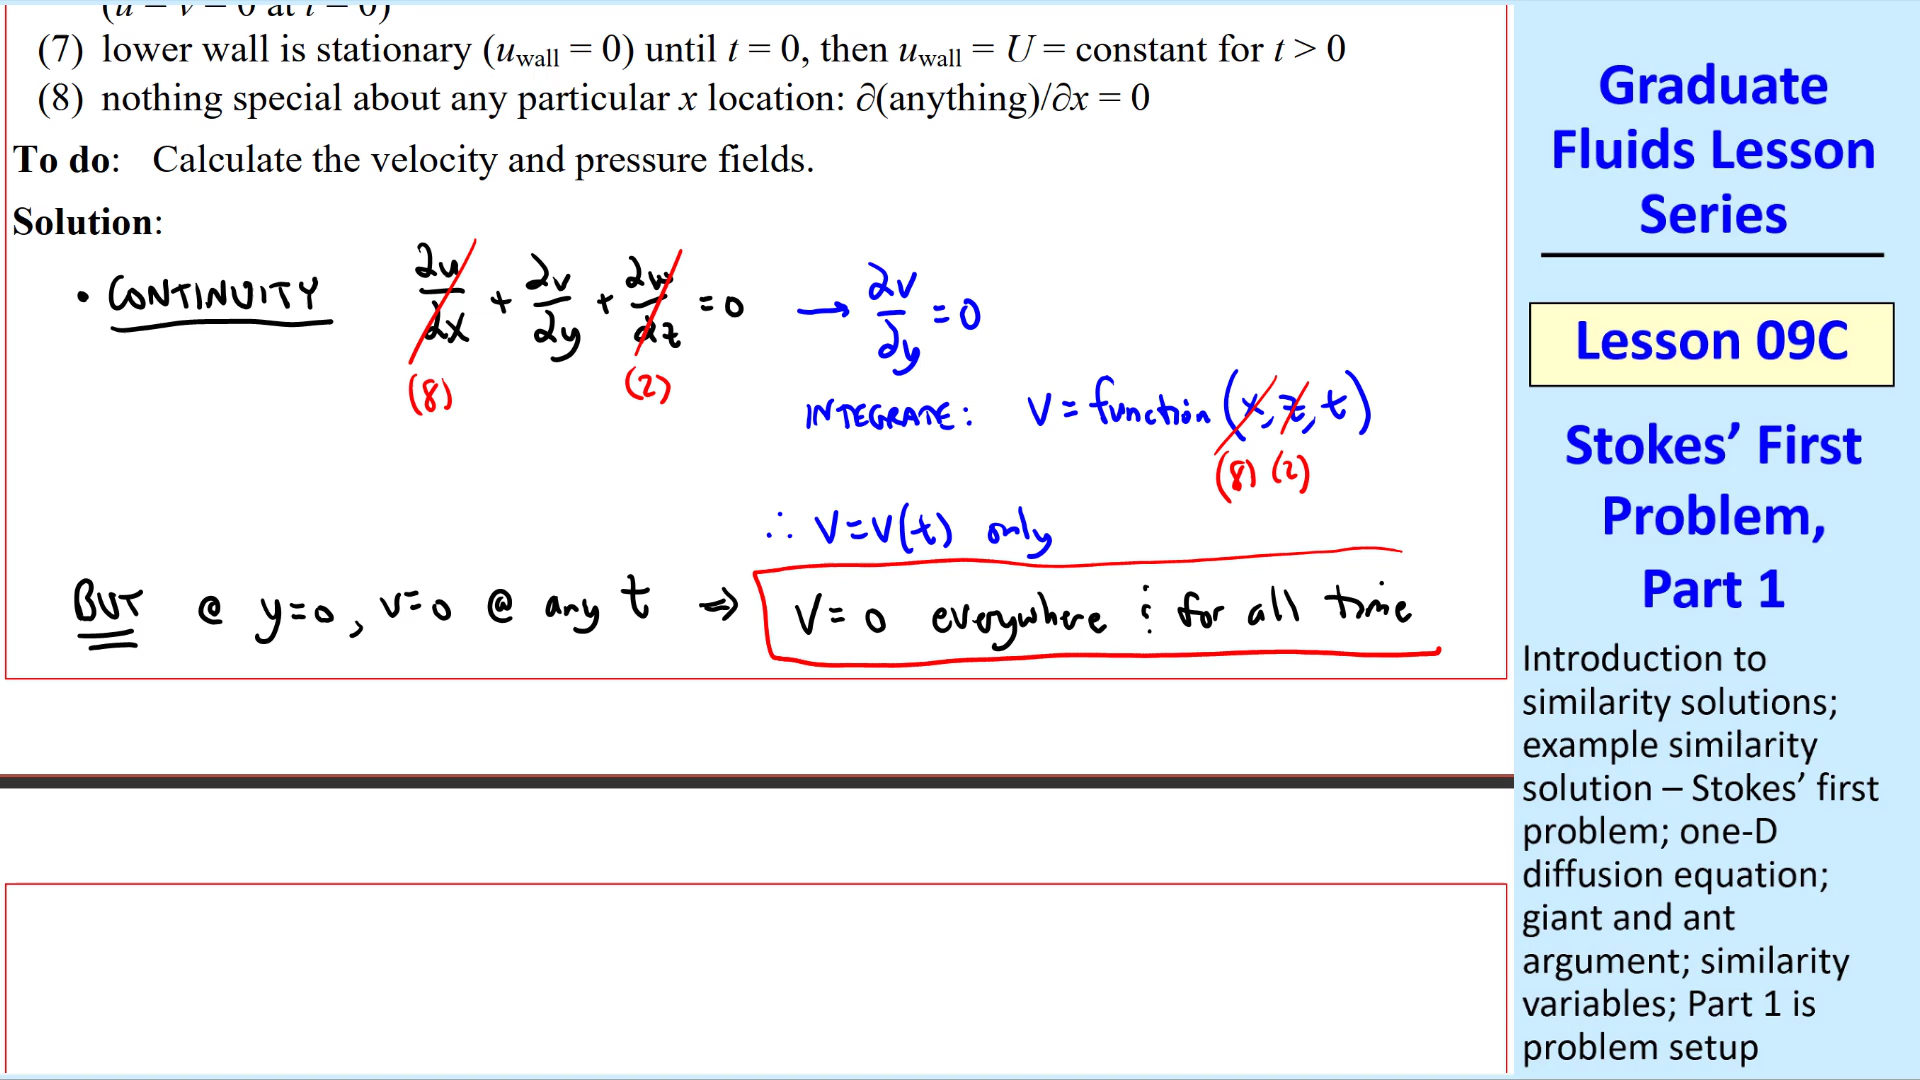 (u = v = 0 at t = 0)
(7) lower wall is stationary (u_wall = 0) until t = 0, then u_wall = U = constant for t > 0
(8) nothing special about any particular x location: ∂(anything)/∂x = 0
To do: Calculate the velocity and pressure fields.
Solution:
• CONTINUITY ∂u/∂x + ∂v/∂y + ∂w/∂z = 0 → ∂v/∂y = 0
(8) (2)
INTEGRATE: V = function (x, z, t)
(8) (2)
∴ V = V(t) only
BUT @ y=0, v=0 @ any t ⇒ V = 0 everywhere & for all time
Graduate
Fluids Lesson
Series
Lesson 09C
Stokes’ First
Problem,
Part 1
Introduction to
similarity solutions;
example similarity
solution – Stokes’ first
problem; one-D
diffusion equation;
giant and ant
argument; similarity
variables; Part 1 is
problem setup